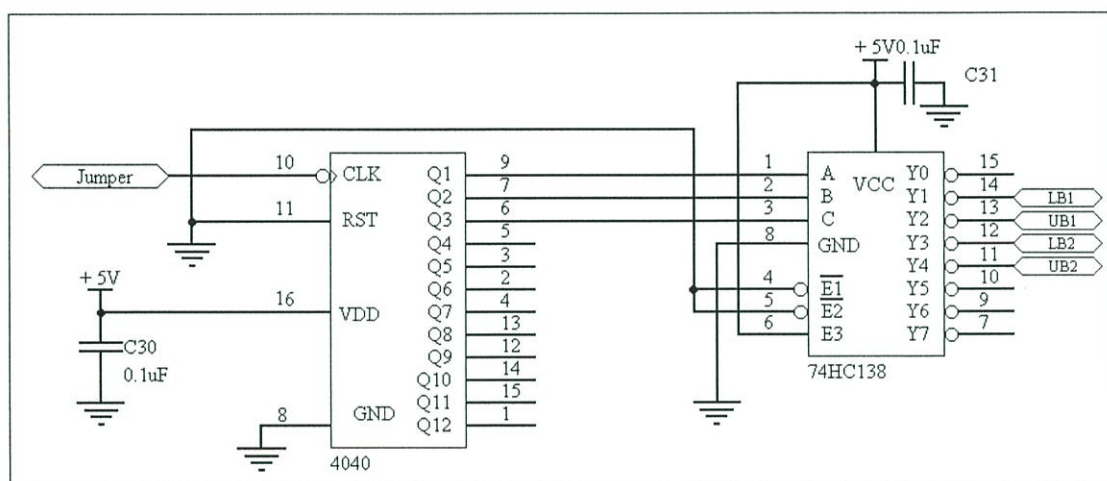 + 5V 0.1uF
C31
Jumper
10
CLK
Q1
9
1
A
VCC
Y0
15
Q2
7
2
B
Y1
14
LB1
11
RST
Q3
6
3
C
Y2
13
UB1
Q4
5
8
GND
Y3
12
LB2
Q5
3
Y4
11
UB2
+ 5V
Q6
2
4
E1
Y5
10
16
VDD
Q7
4
5
E2
Y6
9
Q8
13
6
E3
Y7
7
C30
0.1uF
Q9
12
74HC138
Q10
14
Q11
15
8
GND
Q12
1
4040